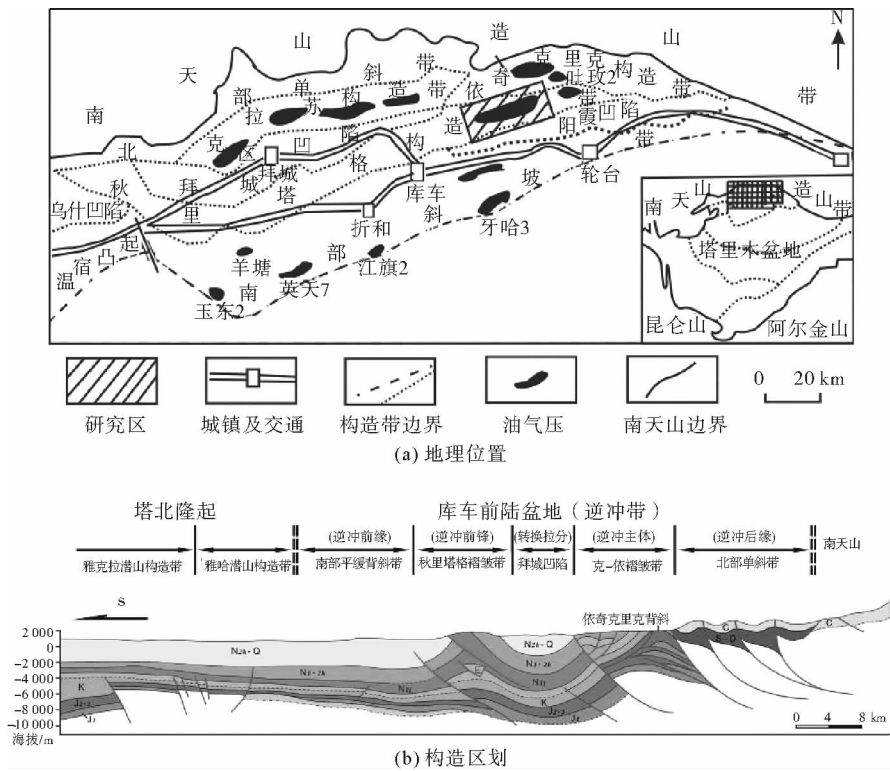 南天山造山带
N
北部单斜带
克拉苏构造带
依奇克里克构造带
吐孜2
拜城凹陷
阳霞凹陷
秋里塔格构造带
乌什凹陷
温宿凸起
南部斜坡带
拜城
库车
轮台
折和
牙哈3
羊塘
英天7
江旗2
玉东2
南天山造山带
塔里木盆地
昆仑山
阿尔金山
研究区
城镇及交通
构造带边界
油气压
南天山边界
0 20 km
(a) 地理位置
塔北隆起
库车前陆盆地(逆冲带)
(逆冲前缘)
(逆冲前锋)
(转换拉分)
(逆冲主体)
(逆冲后缘)
南天山
雅克拉潜山构造带
雅哈潜山构造带
南部平缓背斜带
秋里塔格褶皱带
拜城凹陷
克-依褶皱带
北部单斜带
S
依奇克里克背斜
2 000
0
-2 000
-4 000
-6 000
-8 000
-10 000
海拔/m
N2k-Q
N2k-Q
N1-2k
N1-2k
N1j
N1j
E
K
K
J2-3
J2-3
J1
J1
C
S-D
C
0 4 8 km
(b) 构造区划